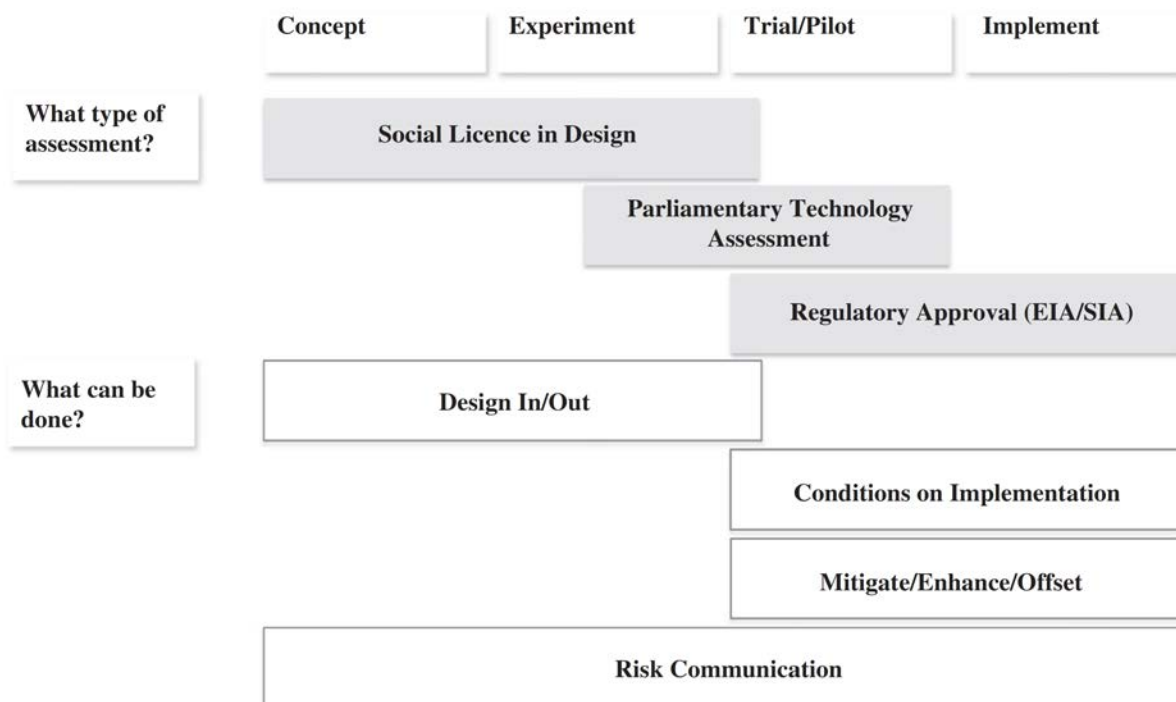 Concept
Experiment
Trial/Pilot
Implement
What type of
assessment?
Social Licence in Design
Parliamentary Technology
Assessment
Regulatory Approval (EIA/SIA)
What can be
done?
Design In/Out
Conditions on Implementation
Mitigate/Enhance/Offset
Risk Communication